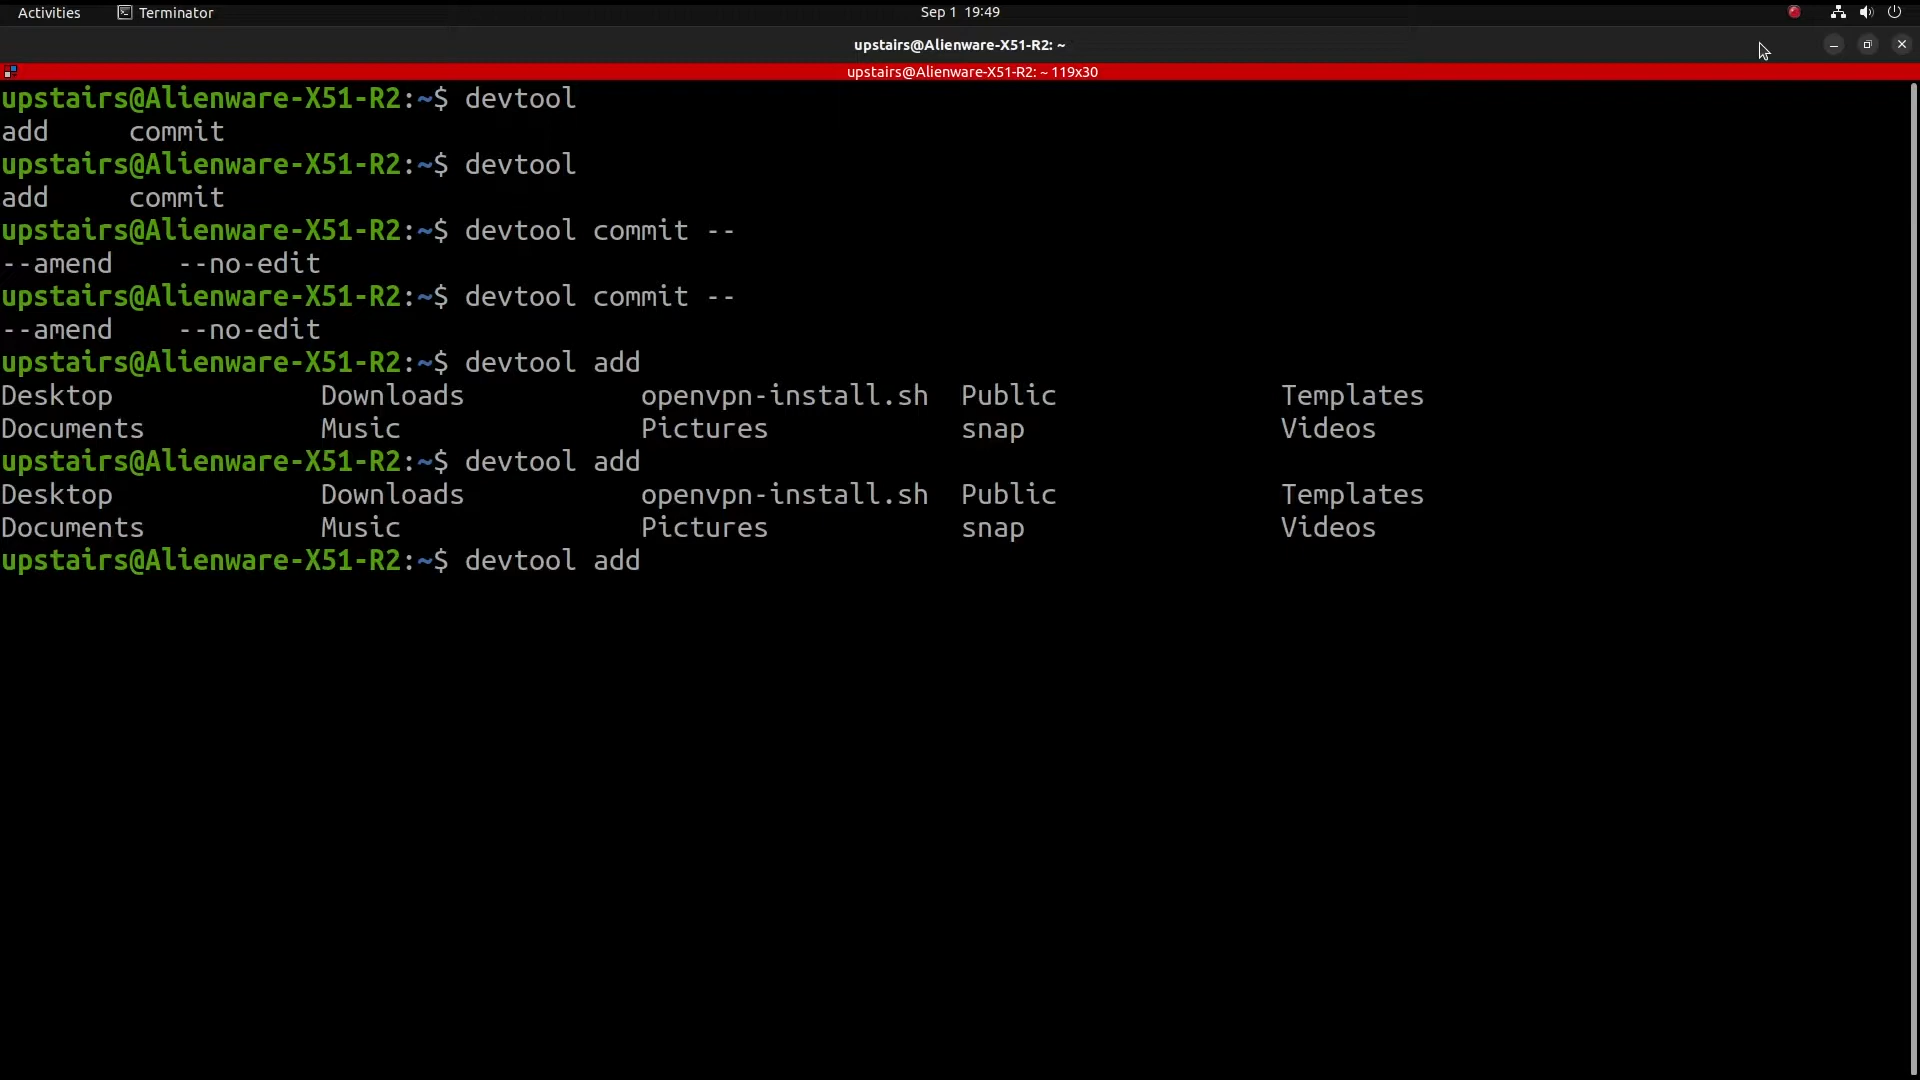 Activities Terminator Sep 1 19:49
upstairs@Alienware-X51-R2: ~
upstairs@Alienware-X51-R2: ~ 119x30
upstairs@Alienware-X51-R2:~$ devtool
add commit
upstairs@Alienware-X51-R2:~$ devtool
add commit
upstairs@Alienware-X51-R2:~$ devtool commit --
--amend --no-edit
upstairs@Alienware-X51-R2:~$ devtool commit --
--amend --no-edit
upstairs@Alienware-X51-R2:~$ devtool add
Desktop Downloads openvpn-install.sh Public Templates
Documents Music Pictures snap Videos
upstairs@Alienware-X51-R2:~$ devtool add
Desktop Downloads openvpn-install.sh Public Templates
Documents Music Pictures snap Videos
upstairs@Alienware-X51-R2:~$ devtool add